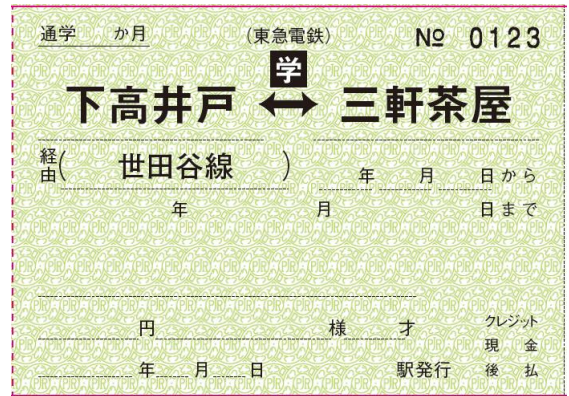 通学 か月 (東急電鉄) № 0123
学
下高井戸 ↔ 三軒茶屋
経由( 世田谷線 ) 年 月 日から
年 月 日まで
円 様 才 クレジット
現 金
年 月 日 駅発行 後 払